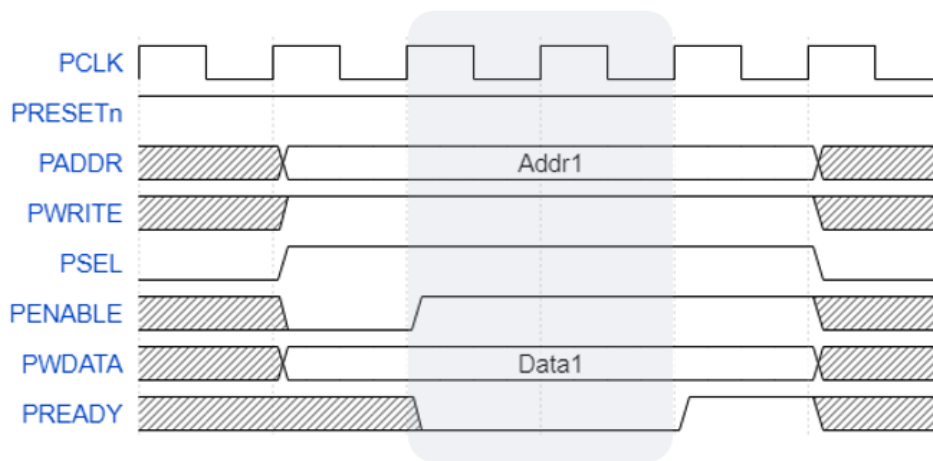 PCLK
PRESETn
PADDR Addr1
PWRITE
PSEL
PENABLE
PWDATA Data1
PREADY